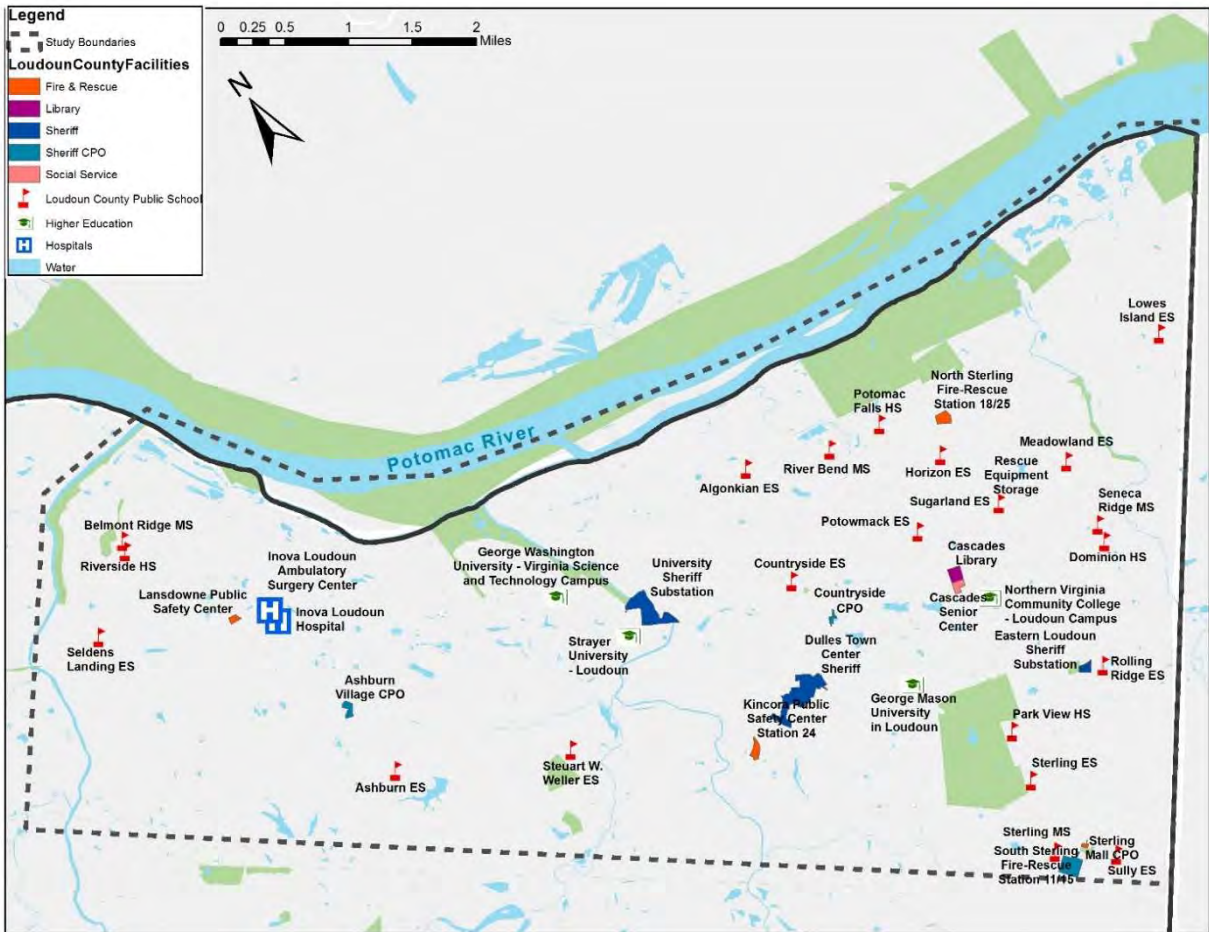 Legend
Study Boundaries
LoudounCountyFacilities
Fire & Rescue
Library
Sheriff
Sheriff CPO
Social Service
Loudoun County Public School
Higher Education
Hospitals
Water
0 0.25 0.5 1 2
Miles
N
Potomac River
Lowes
Island ES
North Sterling
Fire-Rescue
Station 18/25
Potomac
Falls HS
Meadowland ES
River Bend MS
Horizon ES
Rescue
Equipment
Storage
Algonkian ES
Sugarland ES
Seneca
Ridge MS
Potowmack ES
Dominion HS
Belmont Ridge MS
Riverside HS
Inova Loudoun
Ambulatory
Surgery Center
George Washington
University - Virginia Science
and Technology Campus
University
Sheriff
Substation
Countryside ES
Cascades
Library
Lansdowne Public
Safety Center
H
H
Inova Loudoun
Hospital
Countryside
CPO
Cascades
Senior
Center
Northern Virginia
Community College
- Loudoun Campus
Seldens
Landing ES
Strayer
University
- Loudoun
Dulles Town
Center
Sheriff
Eastern Loudoun
Sheriff
Substation
Rolling
Ridge ES
Ashburn
Village CPO
Kincora Public
Safety Center
Station 24
George Mason
University
in Loudoun
Park View HS
Steuart W.
Weller ES
Ashburn ES
Sterling ES
Sterling MS
South Sterling
Fire-Rescue
Station 11/15
Sterling
Mall CPO
Sully ES